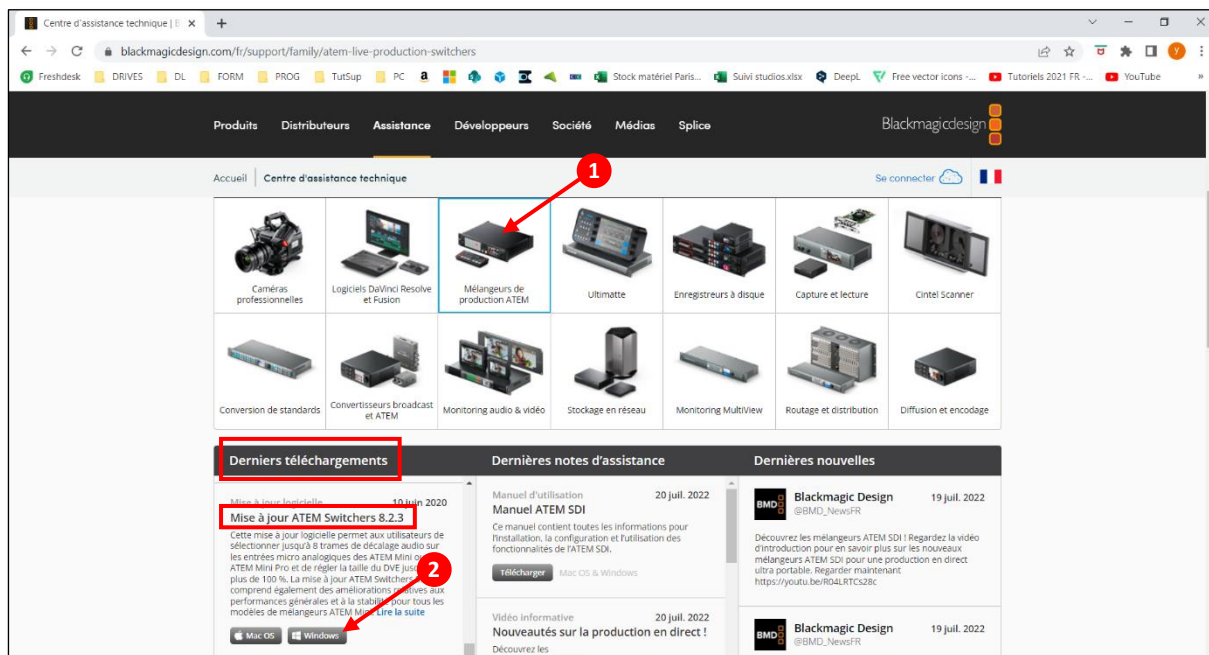 Centre d'assistance technique | B
blackmagicdesign.com/fr/support/family/atem-live-production-switchers
Freshdesk DRIVES DL FORM PROG TutSup PC Stock matériel Paris... Suivi studios.xlsx DeepL Free vector icons -... Tutoriels 2021 FR -... YouTube »
Produits Distributeurs Assistance Développeurs Société Médias Splice Blackmagicdesign
1
Accueil Centre d'assistance technique Se connecter
Caméras professionnelles
Logiciels DaVinci Resolve et Fusion
Mélangeurs de production ATEM
Ultimatte
Enregistreurs à disque
Capture et lecture
Cintel Scanner
Conversion de standards
Convertisseurs broadcast et ATEM
Monitoring audio & vidéo
Stockage en réseau
Monitoring MultiView
Routage et distribution
Diffusion et encodage
Derniers téléchargements
Mise à jour logicielle 10 juin 2020
Mise à jour ATEM Switchers 8.2.3
Cette mise à jour logicielle permet aux utilisateurs de
sélectionner jusqu'à 8 trames de décalage audio sur
les entrées micro analogiques des ATEM Mini ou
ATEM Mini Pro et de régler la taille du DVE
plus de 100 %. La mise à jour ATEM Switchers
comprend également des améliorations relatives aux
performances générales et à la stabilité pour tous les
modèles de mélangeurs ATEM Lire la suite
2
Mac OS Windows
Dernières notes d'assistance
Manuel d'utilisation 20 juil. 2022
Manuel ATEM SDI
Ce manuel contient toutes les informations pour
l'installation, la configuration et l'utilisation des
fonctionnalités de l'ATEM SDI.
Télécharger Mac OS & Windows
Vidéo informative 20 juil. 2022
Nouveautés sur la production en direct !
Découvrez les
Dernières nouvelles
BMD Blackmagic Design 19 juil. 2022
@BMD_NewsFR
Découvrez les mélangeurs ATEM SDI ! Regardez la vidéo
d'introduction pour en savoir plus sur les nouveaux
mélangeurs ATEM SDI pour une production en direct
ultra portable. Regarder maintenant
https://youtu.be/R04LRTCs28c
BMD Blackmagic Design 19 juil. 2022
@BMD_NewsFR